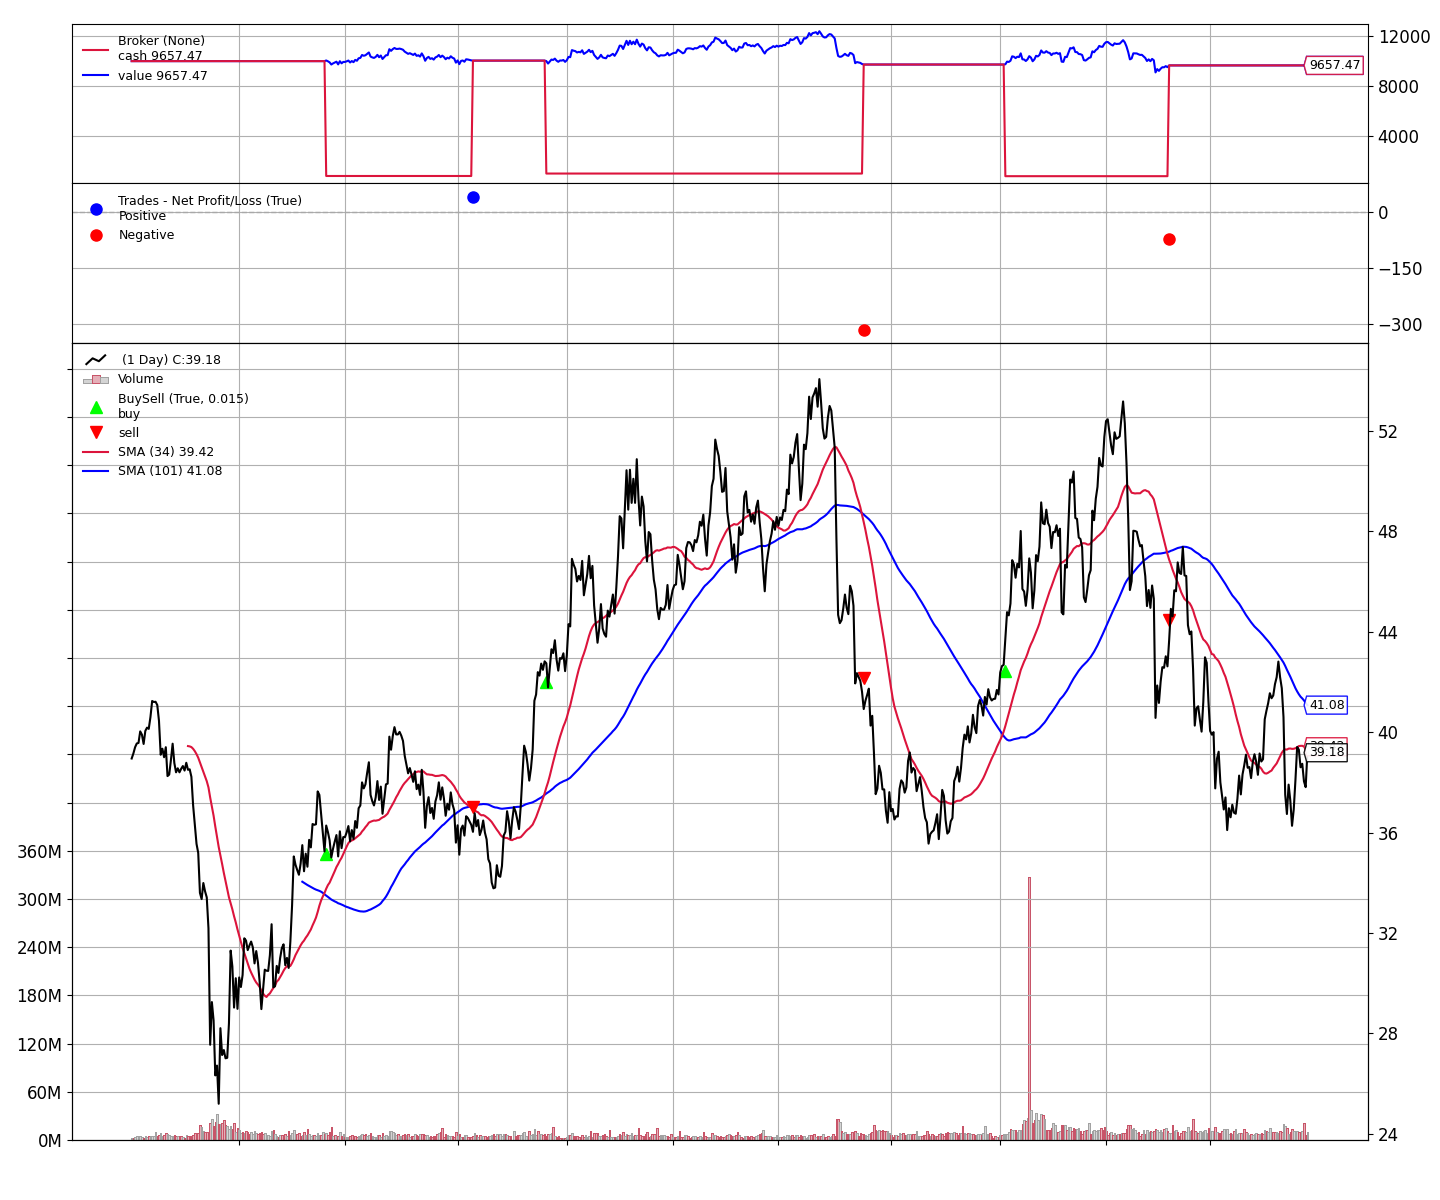 Broker (None)
cash 9657.47
value 9657.47
12000
9657.47
8000
4000
Trades - Net Profit/Loss (True)
Positive
Negative
0
−150
−300
(1 Day) C:39.18
Volume
BuySell (True, 0.015)
buy
sell
SMA (34) 39.42
SMA (101) 41.08
52
48
44
41.08
40
39.42
39.18
36
32
28
24
360M
300M
240M
180M
120M
60M
0M